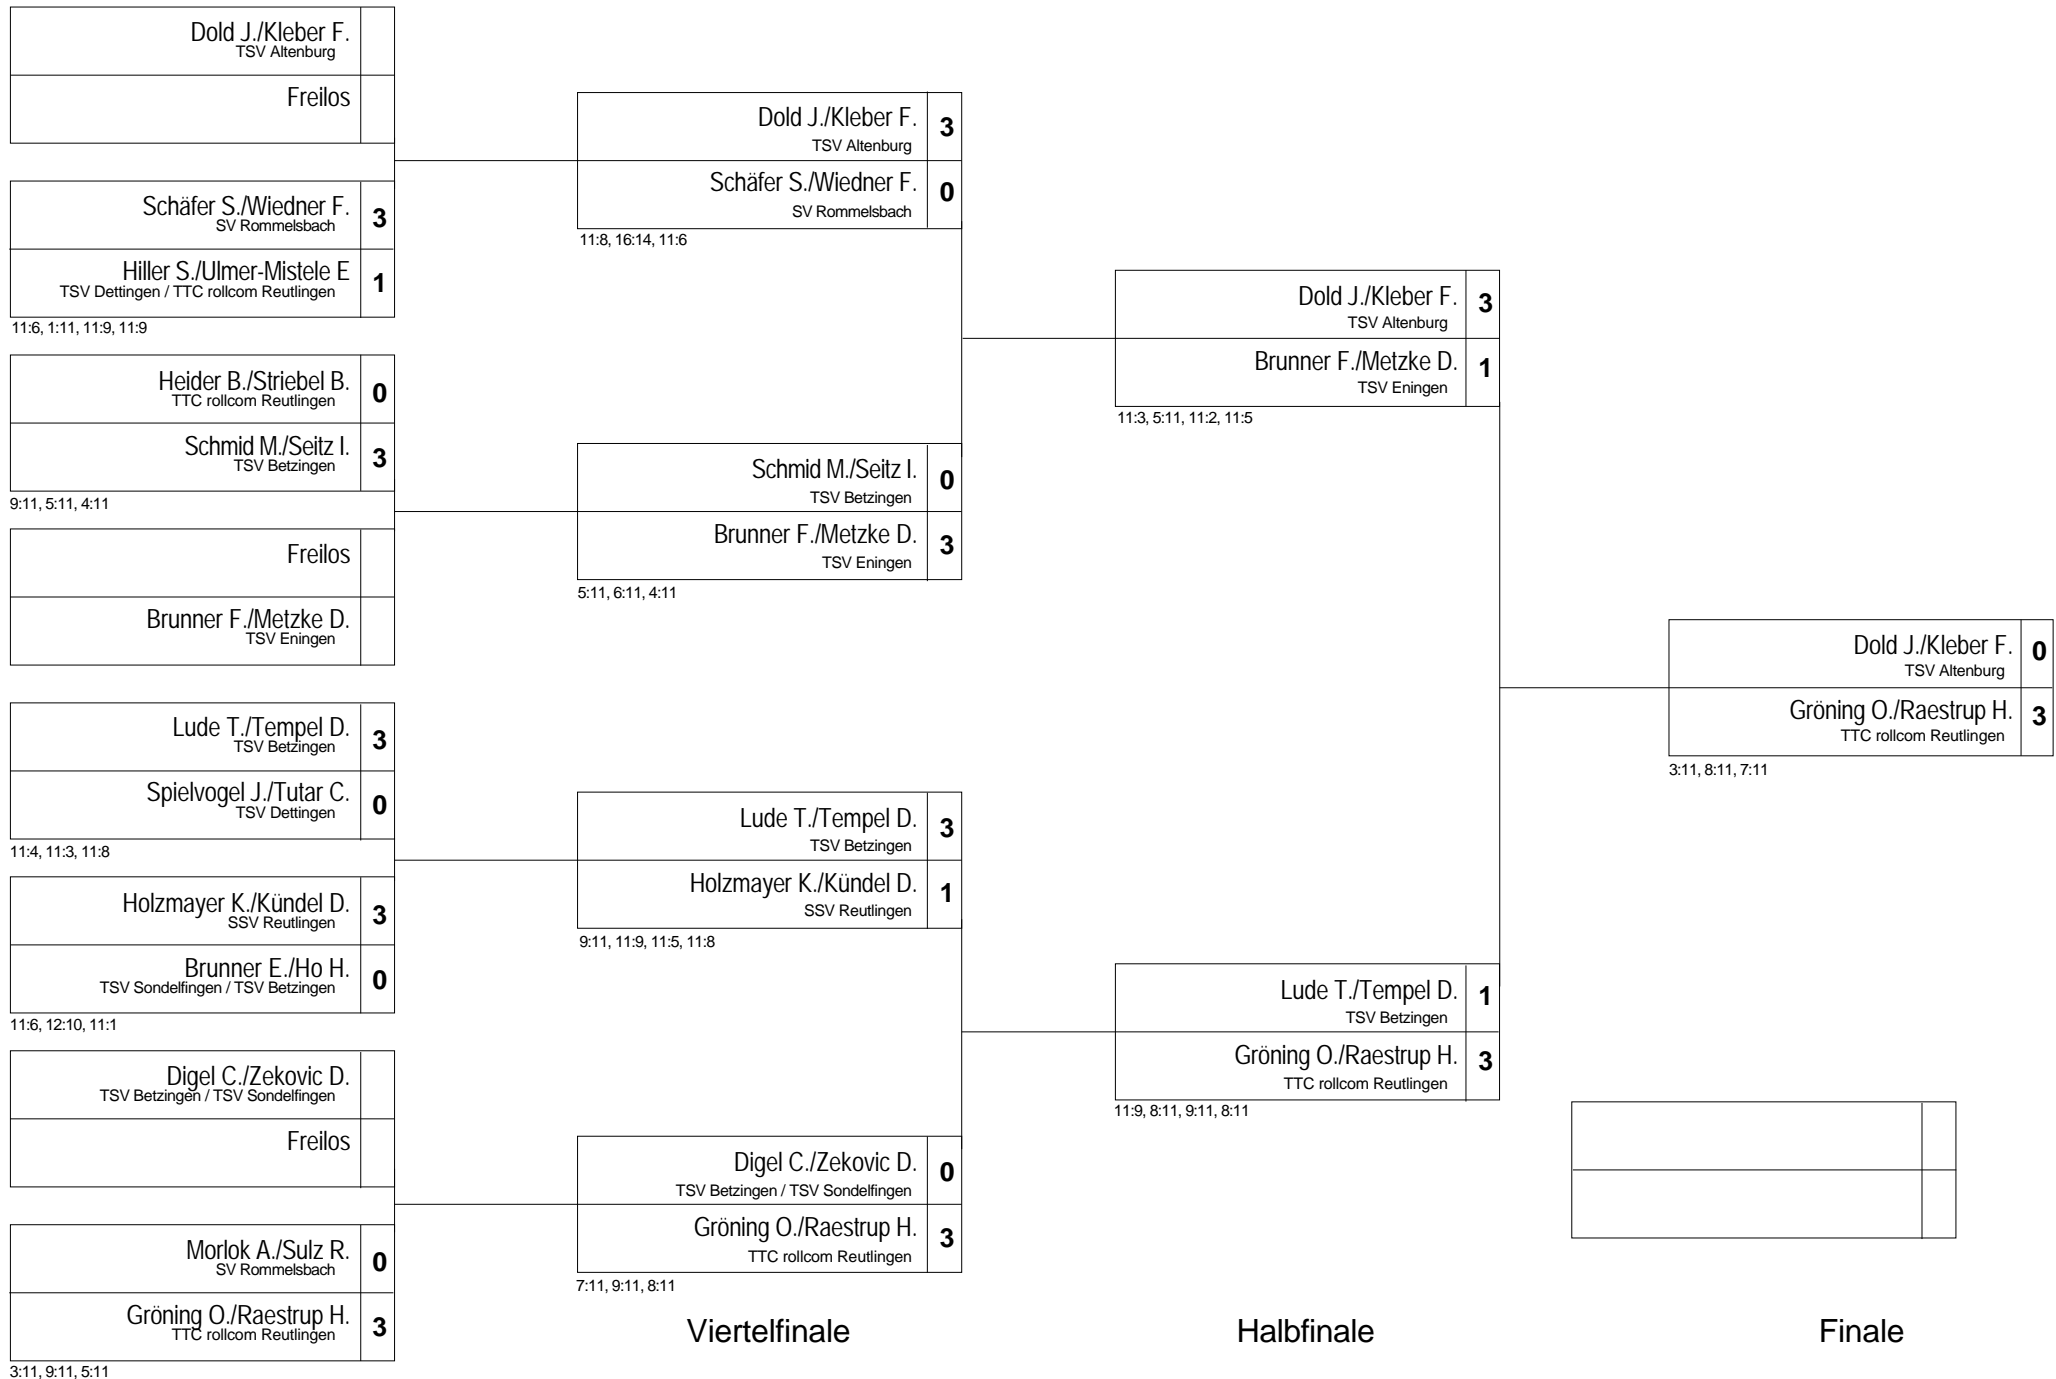 Dold J./Kleber F.
TSV Altenburg
Freilos
Schäfer S./Wiedner F. 3
SV Rommelsbach
Hiller S./Ulmer-Mistele E 1
TSV Dettingen / TTC rollcom Reutlingen
11:6, 1:11, 11:9, 11:9
Heider B./Striebel B. 0
TTC rollcom Reutlingen
Schmid M./Seitz I. 3
TSV Betzingen
9:11, 5:11, 4:11
Freilos
Brunner F./Metzke D.
TSV Eningen
Lude T./Tempel D. 3
TSV Betzingen
Spielvogel J./Tutar C. 0
TSV Dettingen
11:4, 11:3, 11:8
Holzmayer K./Kündel D. 3
SSV Reutlingen
Brunner E./Ho H. 0
TSV Sondelfingen / TSV Betzingen
11:6, 12:10, 11:1
Digel C./Zekovic D.
TSV Betzingen / TSV Sondelfingen
Freilos
Morlok A./Sulz R. 0
SV Rommelsbach
Gröning O./Raestrup H. 3
TTC rollcom Reutlingen
3:11, 9:11, 5:11
Dold J./Kleber F. 3
TSV Altenburg
Schäfer S./Wiedner F. 0
SV Rommelsbach
11:8, 16:14, 11:6
Schmid M./Seitz I. 0
TSV Betzingen
Brunner F./Metzke D. 3
TSV Eningen
5:11, 6:11, 4:11
Lude T./Tempel D. 3
TSV Betzingen
Holzmayer K./Kündel D. 1
SSV Reutlingen
9:11, 11:9, 11:5, 11:8
Digel C./Zekovic D. 0
TSV Betzingen / TSV Sondelfingen
Gröning O./Raestrup H. 3
TTC rollcom Reutlingen
7:11, 9:11, 8:11
Viertelfinale
Dold J./Kleber F. 3
TSV Altenburg
Brunner F./Metzke D. 1
TSV Eningen
11:3, 5:11, 11:2, 11:5
Lude T./Tempel D. 1
TSV Betzingen
Gröning O./Raestrup H. 3
TTC rollcom Reutlingen
11:9, 8:11, 9:11, 8:11
Halbfinale
Dold J./Kleber F. 0
TSV Altenburg
Gröning O./Raestrup H. 3
TTC rollcom Reutlingen
3:11, 8:11, 7:11
Finale